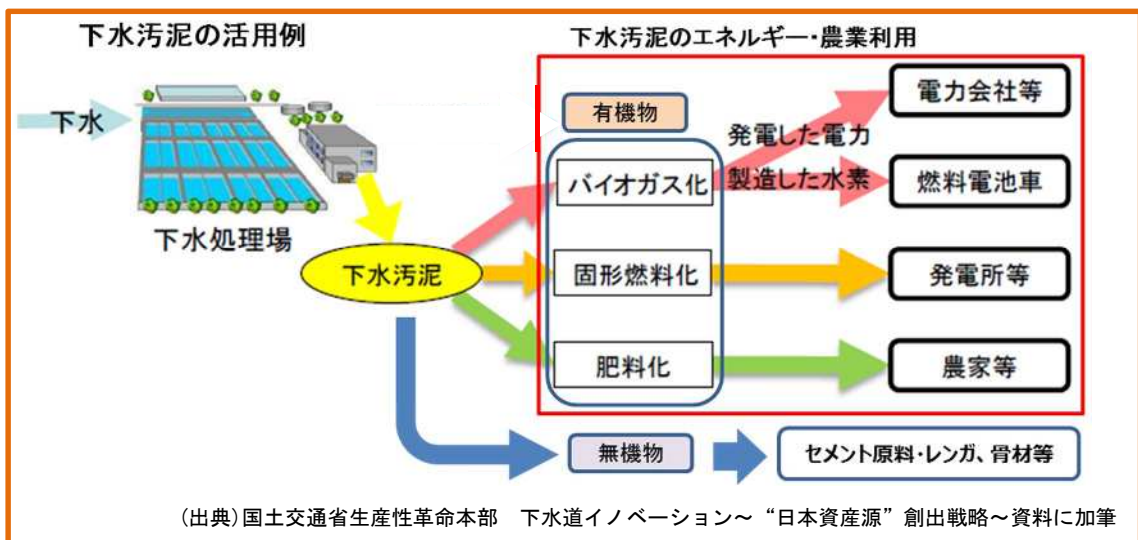 下水汚泥の活用例
下水汚泥のエネルギー・農業利用
下水
下水処理場
下水汚泥
有機物
バイオガス化
固形燃料化
肥料化
発電した電力
製造した水素
電力会社等
燃料電池車
発電所等
農家等
無機物
セメント原料・レンガ、骨材等
(出典)国土交通省生産性革命本部 下水道イノベーション～“日本資産源”創出戦略～資料に加筆